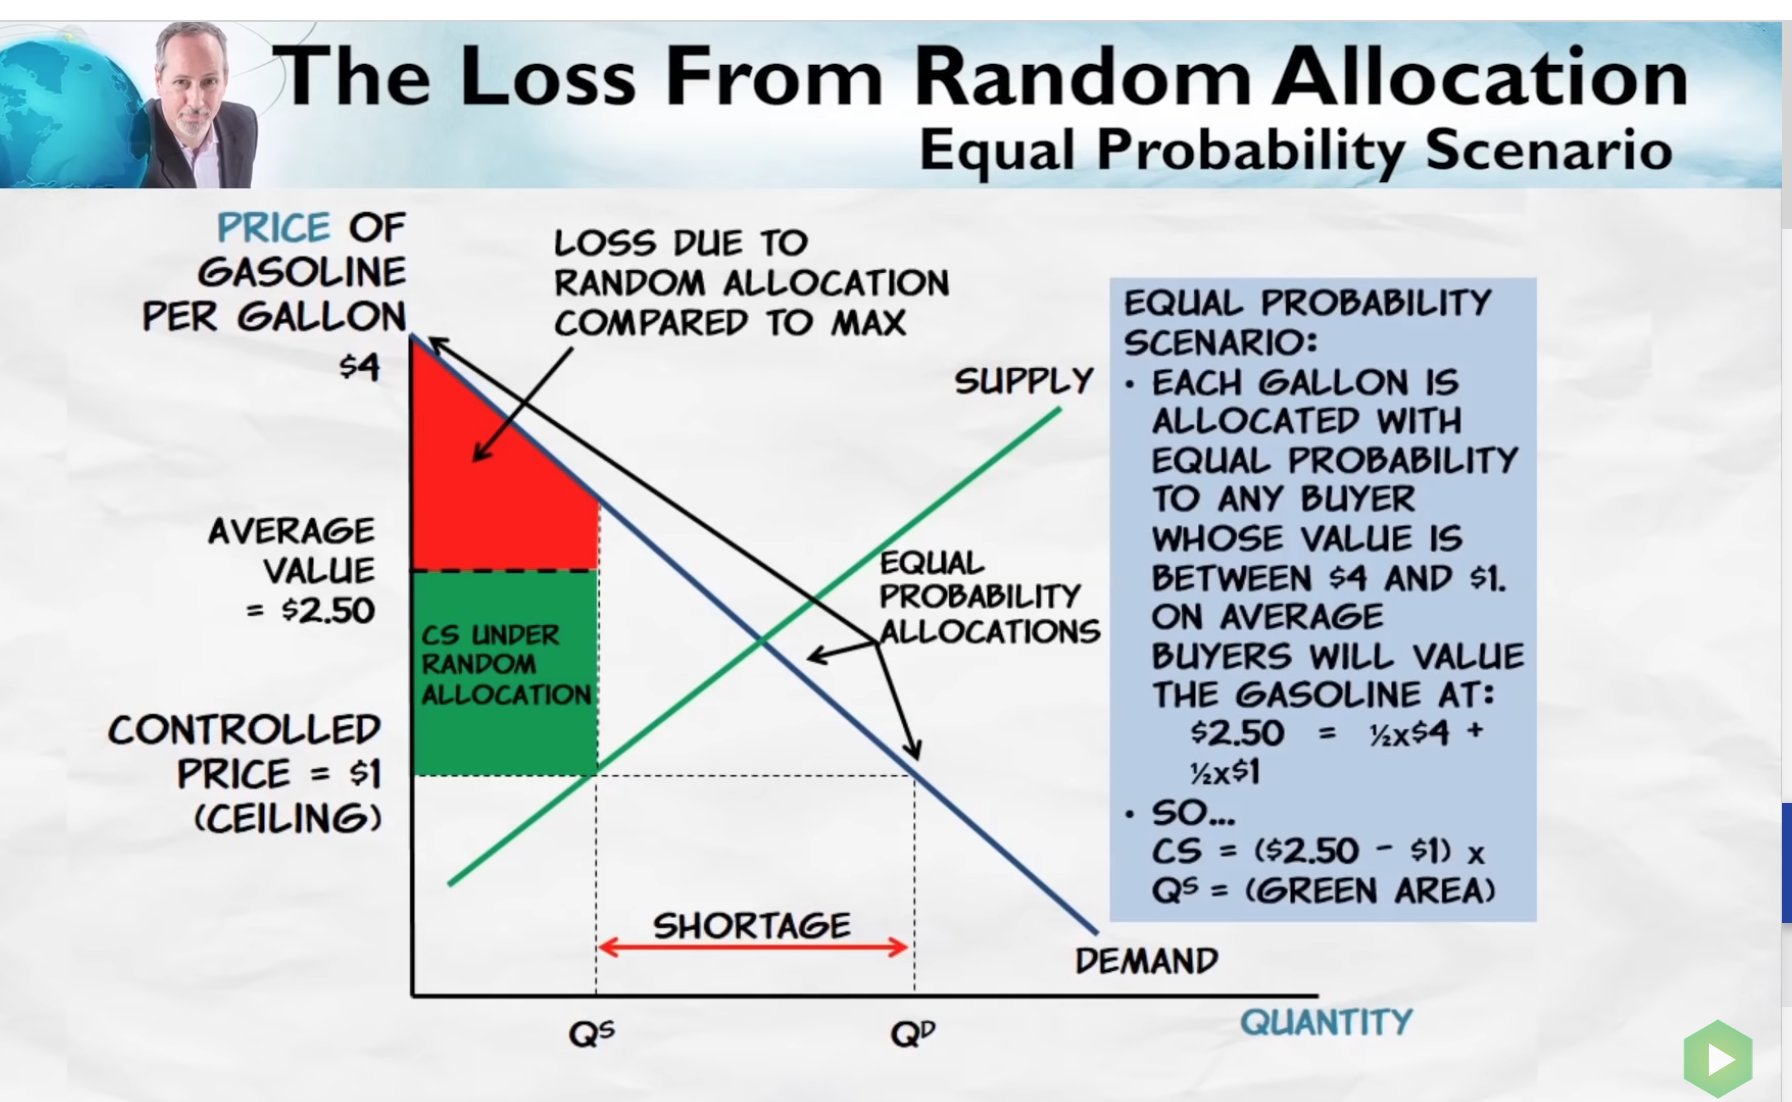 The Loss From Random Allocation
Equal Probability Scenario
PRICE OF
GASOLINE
PER GALLON
$4
LOSS DUE TO
RANDOM ALLOCATION
COMPARED TO MAX
SUPPLY
AVERAGE
VALUE
= $2.50
EQUAL
PROBABILITY
ALLOCATIONS
CS UNDER
RANDOM
ALLOCATION
CONTROLLED
PRICE = $1
(CEILING)
SHORTAGE
DEMAND
Qˢ
Qᴰ
QUANTITY
EQUAL PROBABILITY
SCENARIO:
• EACH GALLON IS
ALLOCATED WITH
EQUAL PROBABILITY
TO ANY BUYER
WHOSE VALUE IS
BETWEEN $4 AND $1.
ON AVERAGE
BUYERS WILL VALUE
THE GASOLINE AT:
$2.50 = ½x$4 +
½x$1
• SO...
CS = ($2.50 - $1) x
Qˢ = (GREEN AREA)